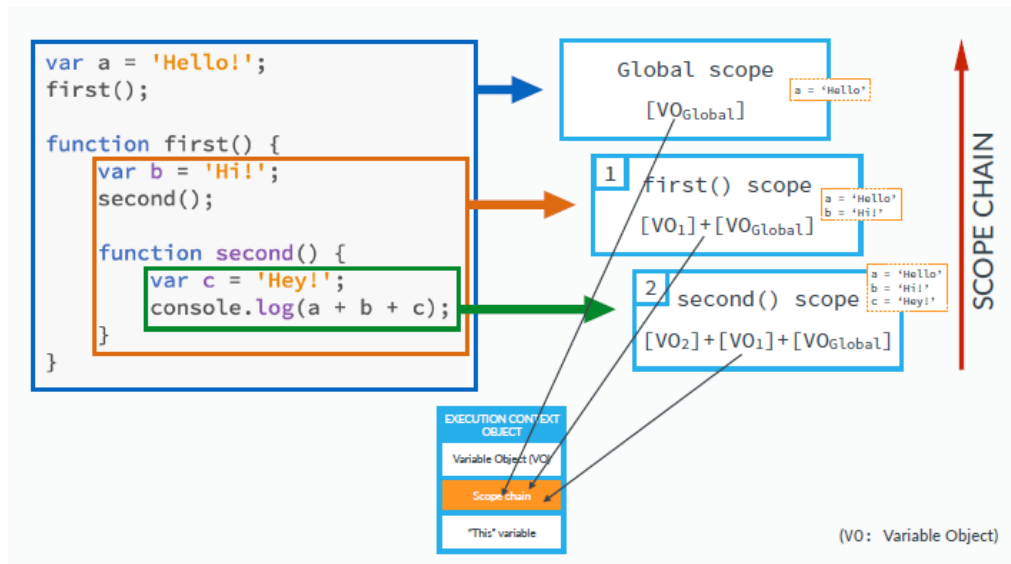 var a = 'Hello!';
first();
function first() {
var b = 'Hi!';
second();
function second() {
var c = 'Hey!';
console.log(a + b + c);
}
}
Global scope
[VOGlobal]
a = ‘Hello’
1
first() scope
[VO1]+[VOGlobal]
a = ‘Hello’
b = ‘Hi!’
2
second() scope
[VO2]+[VO1]+[VOGlobal]
a = ‘Hello’
b = ‘Hi!’
c = ‘Hey!’
SCOPE CHAIN
EXECUTION CONTEXT
OBJECT
Variable Object (VO)
Scope chain
"This" variable
(VO: Variable Object)